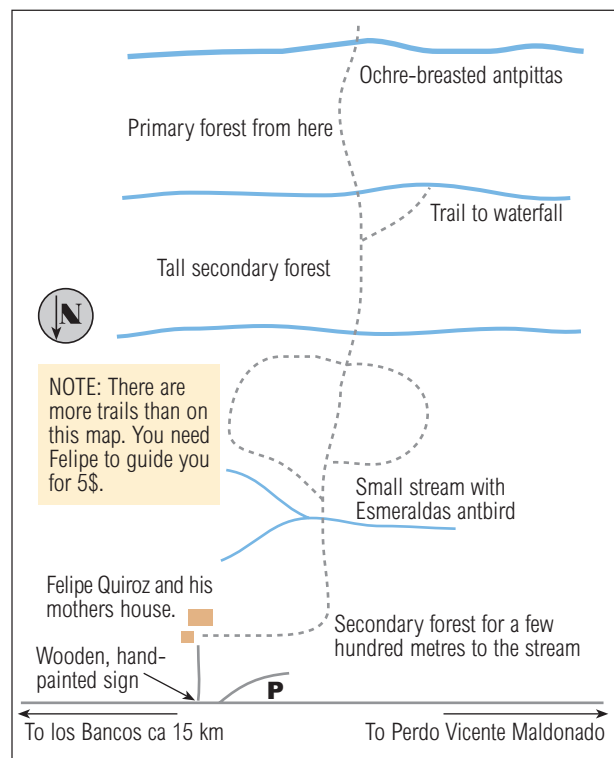 Ochre-breasted antpittas
Primary forest from here
Trail to waterfall
Tall secondary forest
N
NOTE: There are
more trails than on
this map. You need
Felipe to guide you
for 5$.
Small stream with
Esmeraldas antbird
Felipe Quiroz and his
mothers house.
Secondary forest for a few
hundred metres to the stream
Wooden, hand-
painted sign
P
To los Bancos ca 15 km
To Perdo Vicente Maldonado